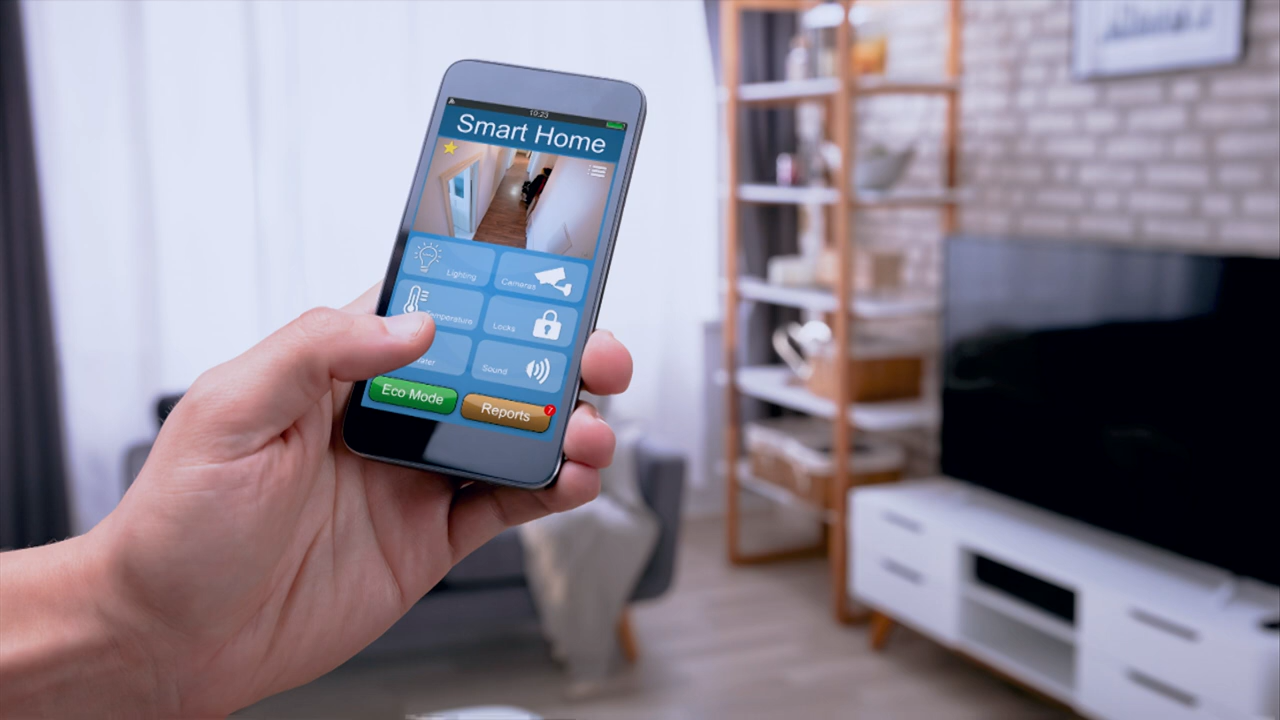 10:23
Smart Home
Lighting
Cameras
Temperature
Locks
Sound
Eco Mode
Reports
7